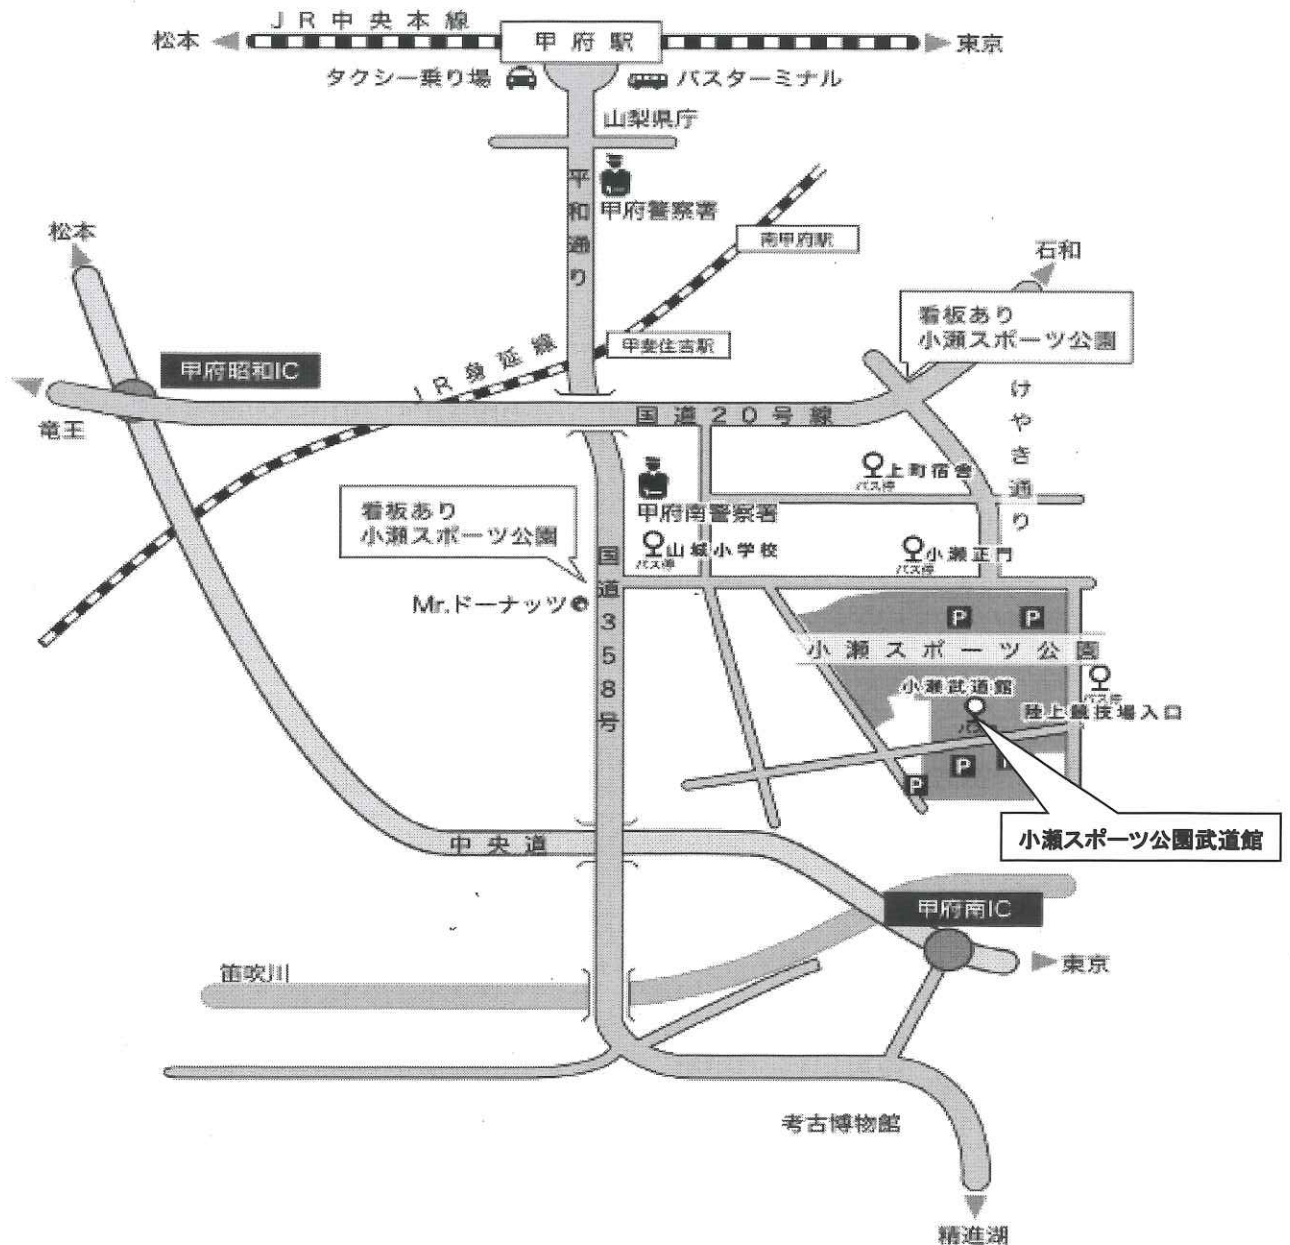 JR中央本線
松本
甲府駅
東京
タクシー乗り場
バスターミナル
山梨県庁
平和通り
甲府警察署
南甲府駅
松本
石和
看板あり
小瀬スポーツ公園
甲斐住吉駅
JR身延線
甲府昭和IC
竜王
国道20号線
けやき通り
上町宿舎
バス停
看板あり
小瀬スポーツ公園
甲府南警察署
山城小学校
バス停
小瀬正門
バス停
国道358号
Mr.ドーナッツ
P
P
小瀬スポーツ公園
小瀬武道館
バス停
陸上競技場入口
バス停
P
P
P
小瀬スポーツ公園武道館
中央道
甲府南IC
東京
笛吹川
考古博物館
精進湖